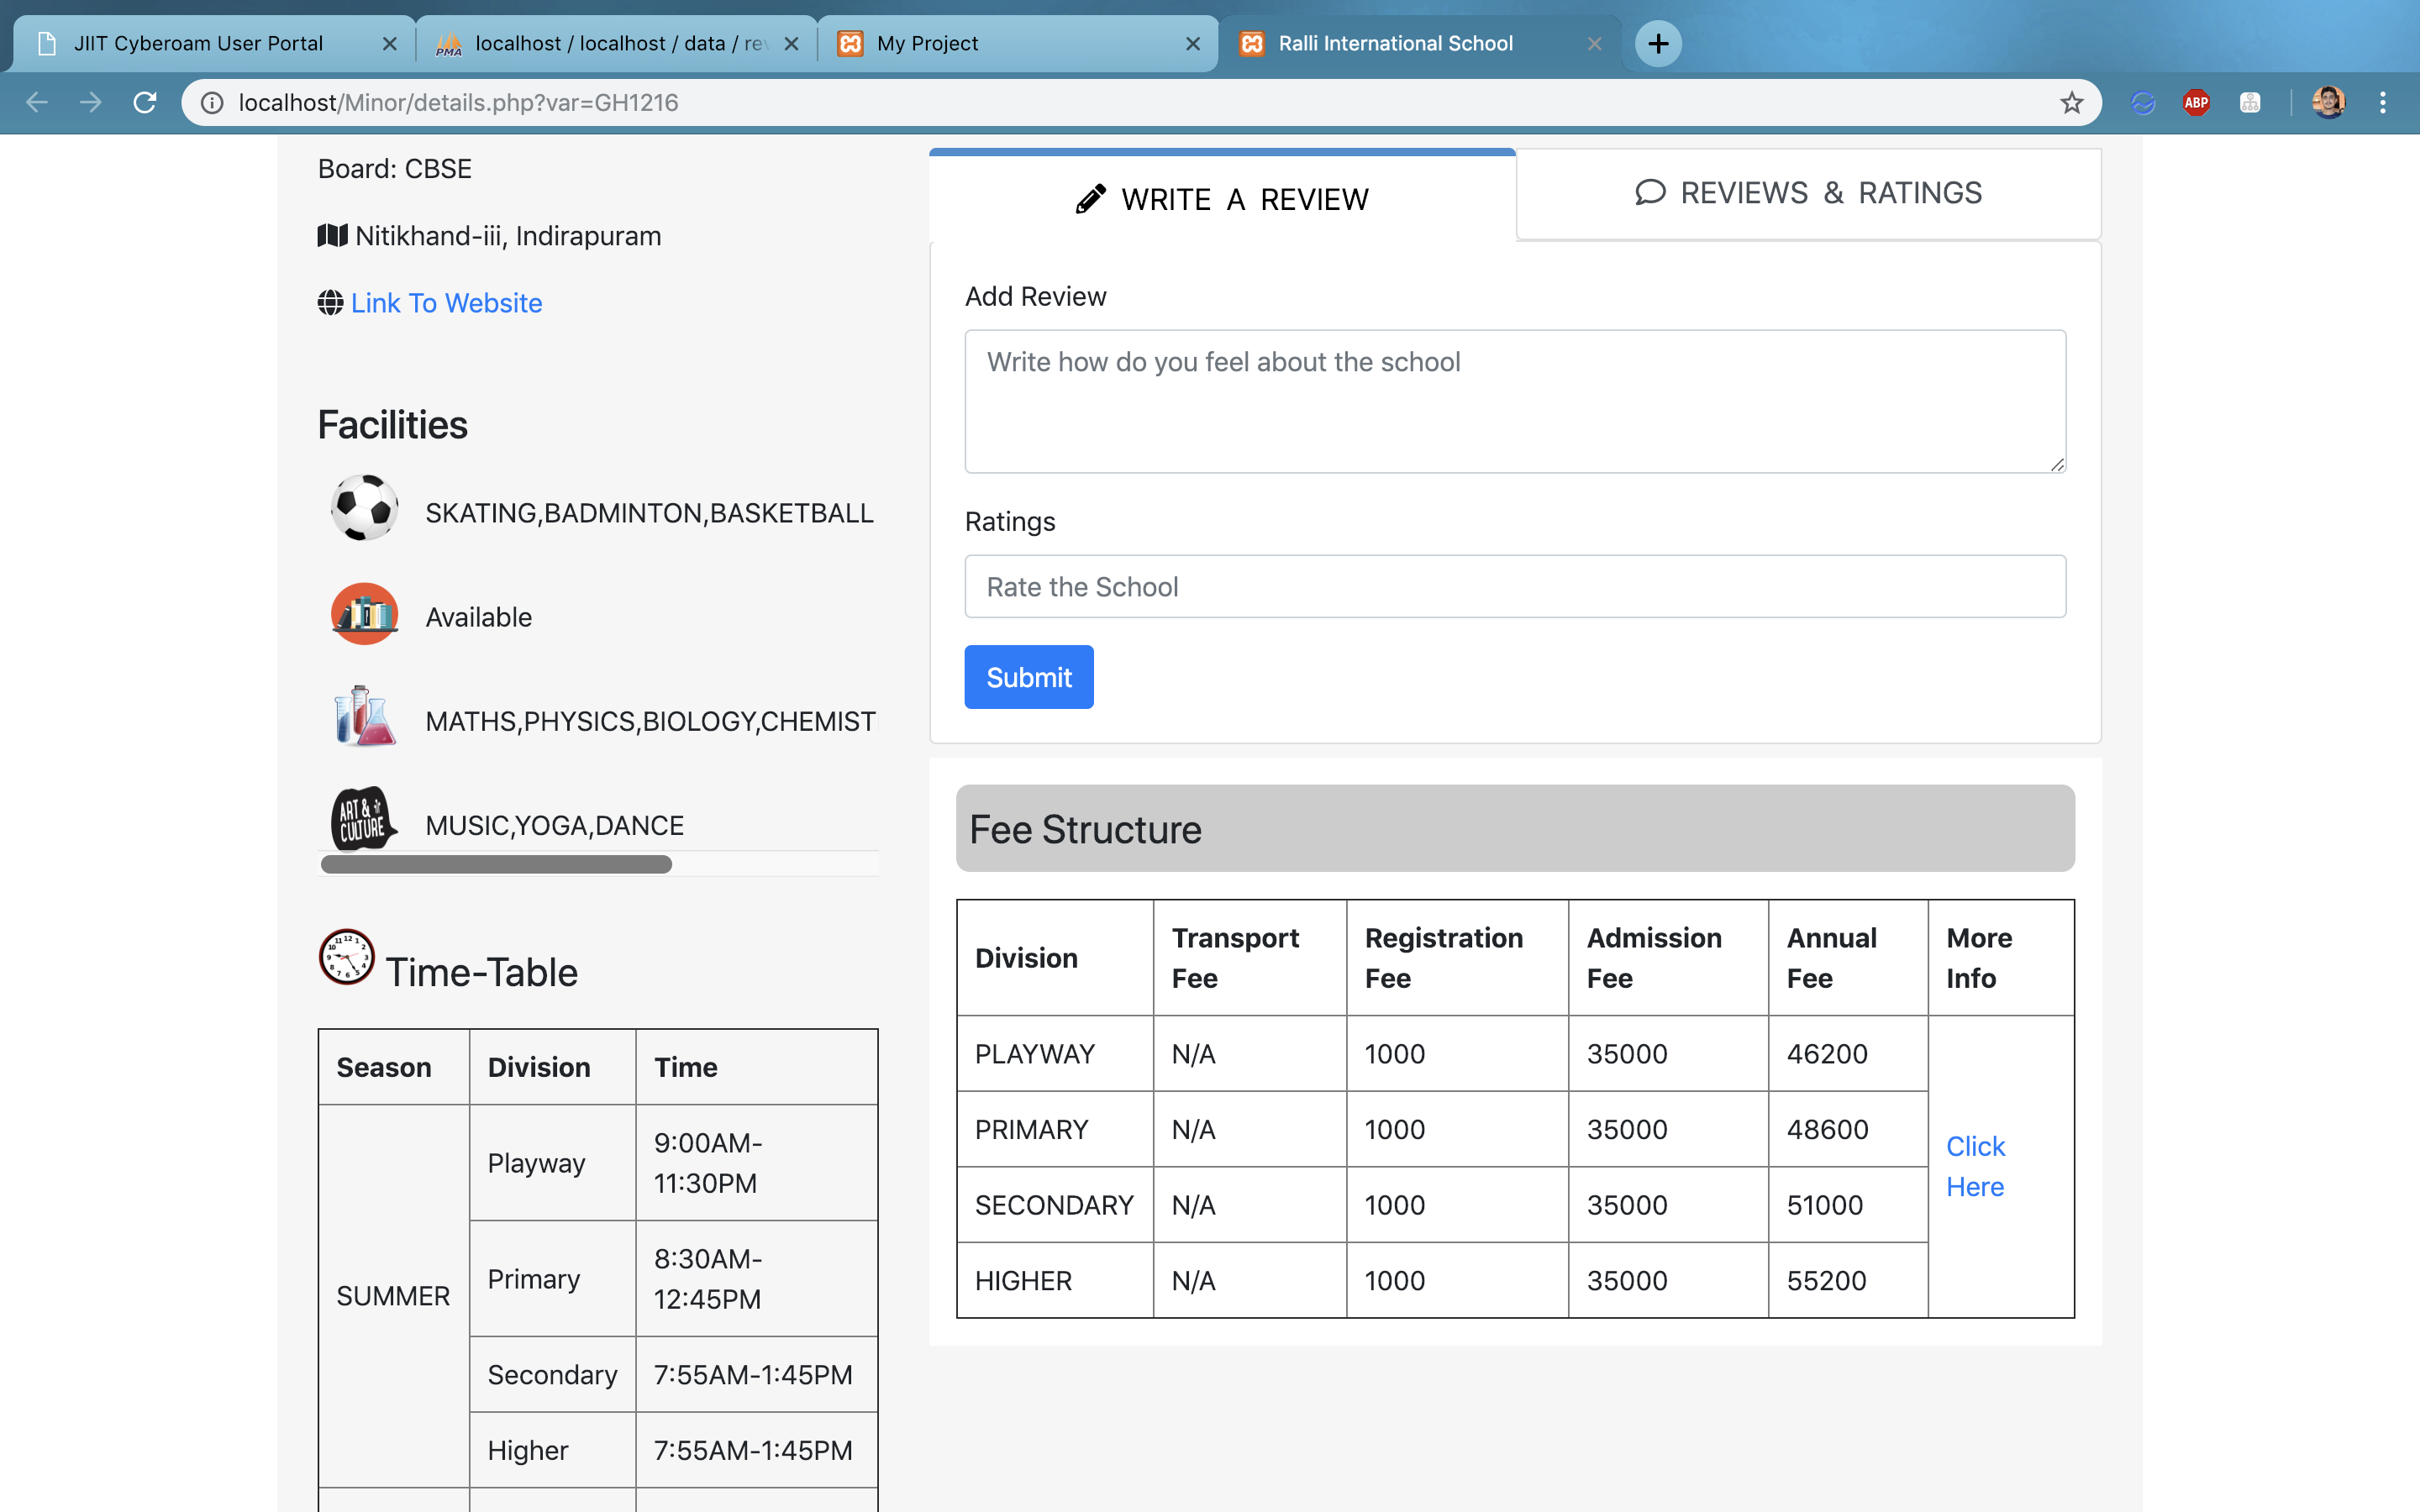 JIIT Cyberoam User Portal
localhost / localhost / data / re
My Project
Ralli International School
localhost/Minor/details.php?var=GH1216
ABP
Board: CBSE
Nitikhand-iii, Indirapuram
Link To Website
Facilities
SKATING,BADMINTON,BASKETBALL
Available
MATHS,PHYSICS,BIOLOGY,CHEMIST
ART &
CULTURE
MUSIC,YOGA,DANCE
Time-Table
Season Division Time
SUMMER
Playway 9:00AM-
11:30PM
Primary 8:30AM-
12:45PM
Secondary 7:55AM-1:45PM
Higher 7:55AM-1:45PM
WRITE A REVIEW
REVIEWS & RATINGS
Add Review
Write how do you feel about the school
Ratings
Rate the School
Submit
Fee Structure
Division Transport Fee Registration Fee Admission Fee Annual Fee More Info
PLAYWAY N/A 1000 35000 46200
PRIMARY N/A 1000 35000 48600
SECONDARY N/A 1000 35000 51000
HIGHER N/A 1000 35000 55200
Click
Here